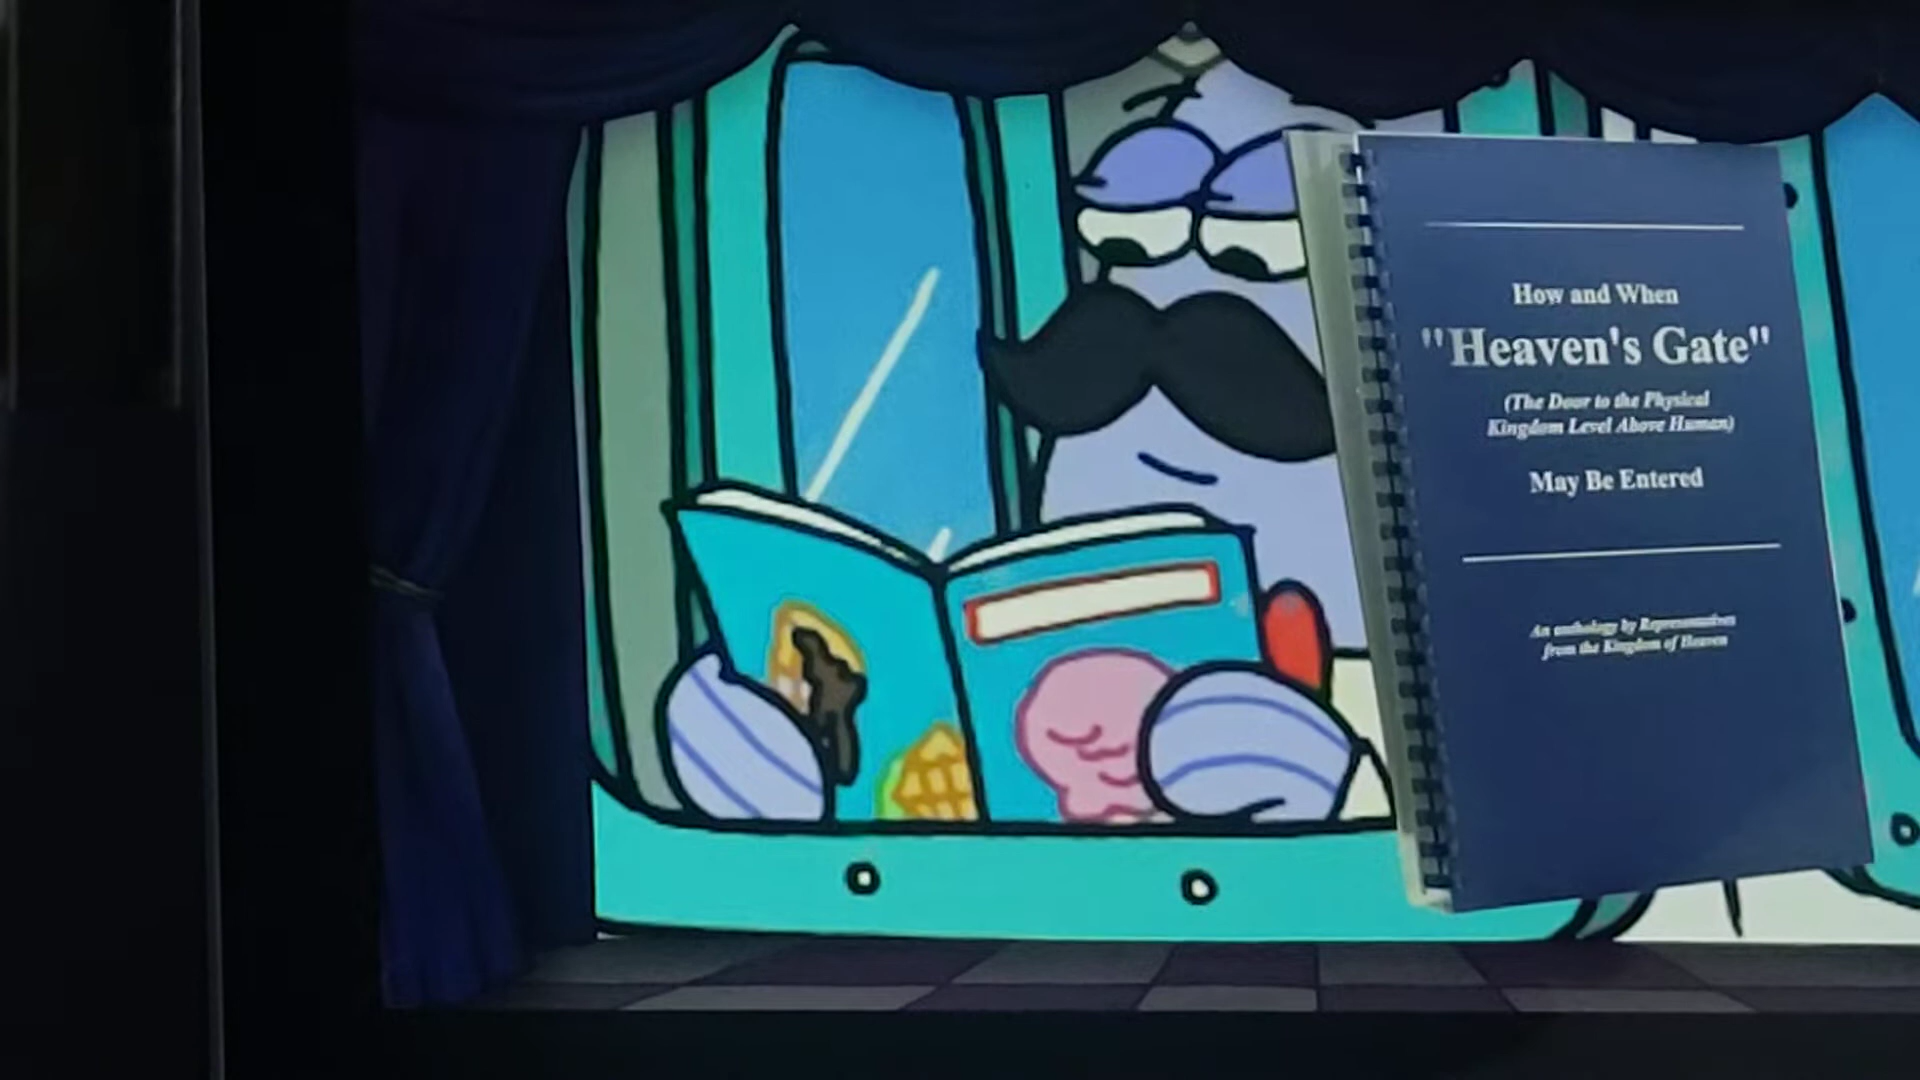 How and When
"Heaven's Gate"
(The Door to the Physical
Kingdom Level Above Human)
May Be Entered
An anthology by Representatives
from the Kingdom of Heaven